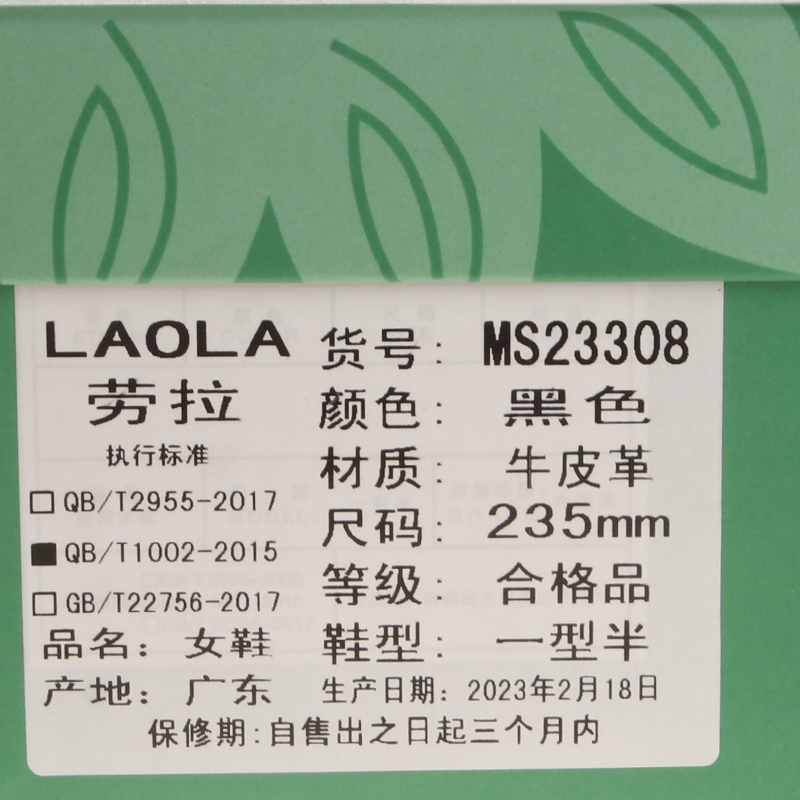 LAOLA
劳拉
执行标准
□QB/T2955-2017
■QB/T1002-2015
□GB/T22756-2017
品名：女鞋
产地：广东
货号：MS23308
颜色：黑色
材质：牛皮革
尺码：235mm
等级：合格品
鞋型：一型半
生产日期：2023年2月18日
保修期:自售出之日起三个月内